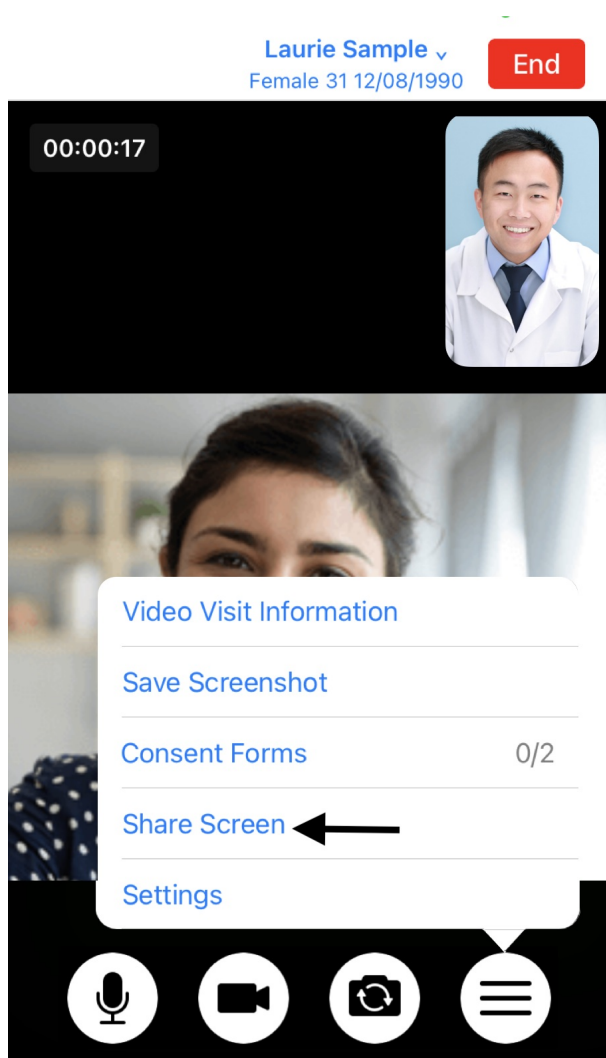 Laurie Sample
End
Female 31 12/08/1990
00:00:17
Video Visit Information
Save Screenshot
Consent Forms 0/2
Share Screen
Settings